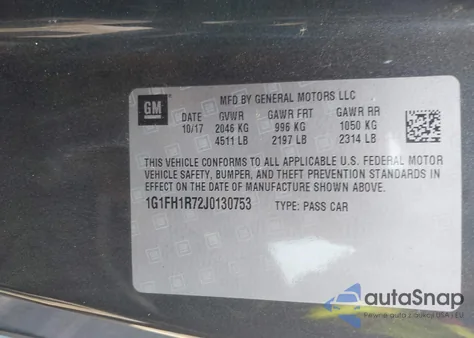 GM
MFD BY GENERAL MOTORS LLC
DATE GVWR GAWR FRT GAWR RR
10/17 2046 KG 996 KG 1050 KG
4511 LB 2197 LB 2314 LB
THIS VEHICLE CONFORMS TO ALL APPLICABLE U.S. FEDERAL MOTOR
VEHICLE SAFETY, BUMPER, AND THEFT PREVENTION STANDARDS IN
EFFECT ON THE DATE OF MANUFACTURE SHOWN ABOVE.
1G1FH1R72J0130753 TYPE: PASS CAR
autoSnap